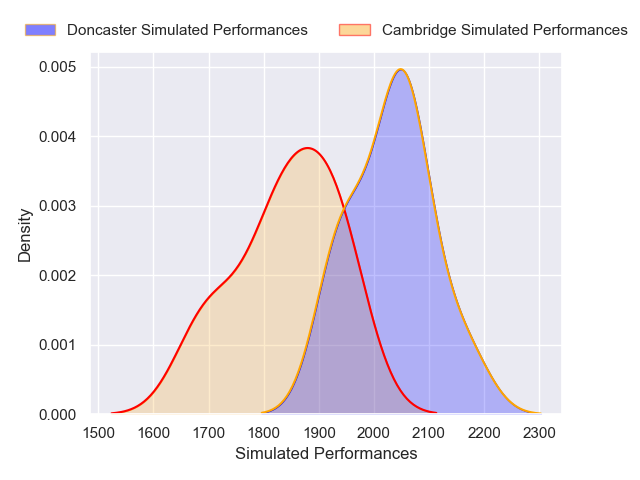 Doncaster Simulated Performances Cambridge Simulated Performances
0.005
0.004
0.003
0.002
0.001
0.000
Density
1500 1600 1700 1800 1900 2000 2100 2200 2300
Simulated Performances